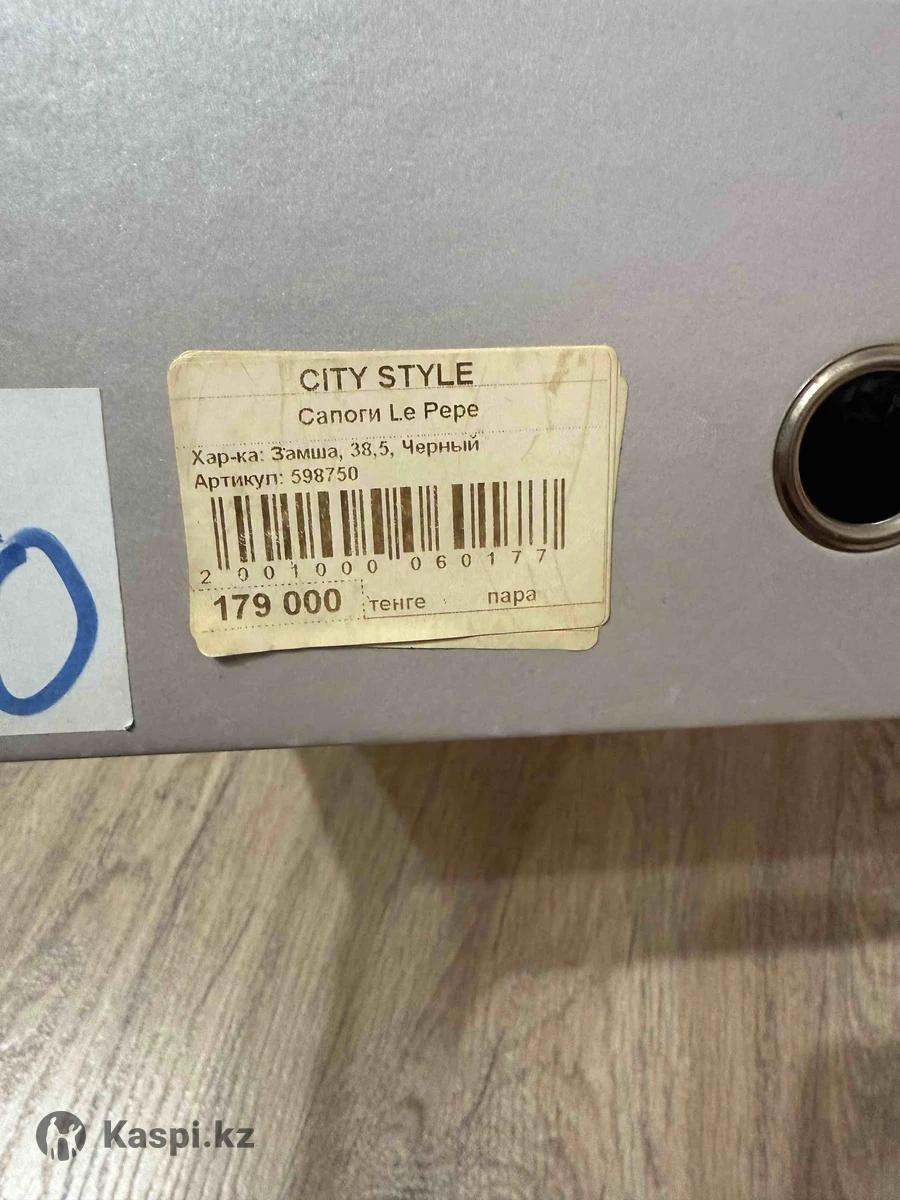 CITY STYLE
Сапоги Le Pepe
Хар-ка: Замша, 38,5, Черный
Артикул: 598750
2 001000 060177
179 000 тенге пара
Kaspi.kz